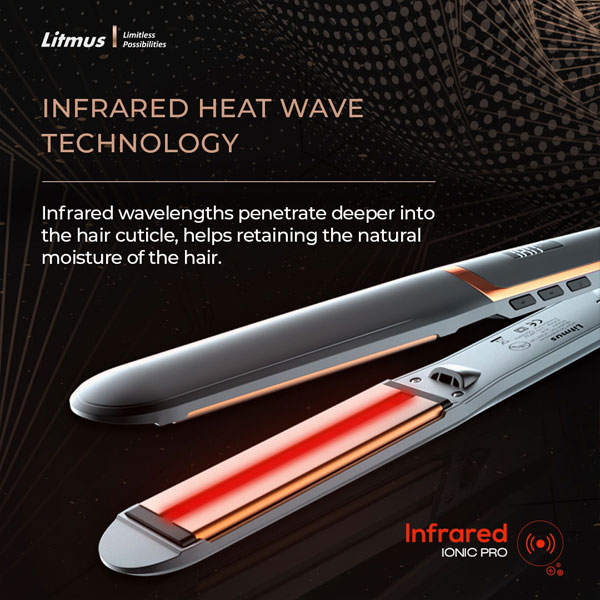 Litmus
Limitless
Possibilities
INFRARED HEAT WAVE
TECHNOLOGY
Infrared wavelengths penetrate deeper into
the hair cuticle, helps retaining the natural
moisture of the hair.
Litmus
Infrared
IONIC PRO